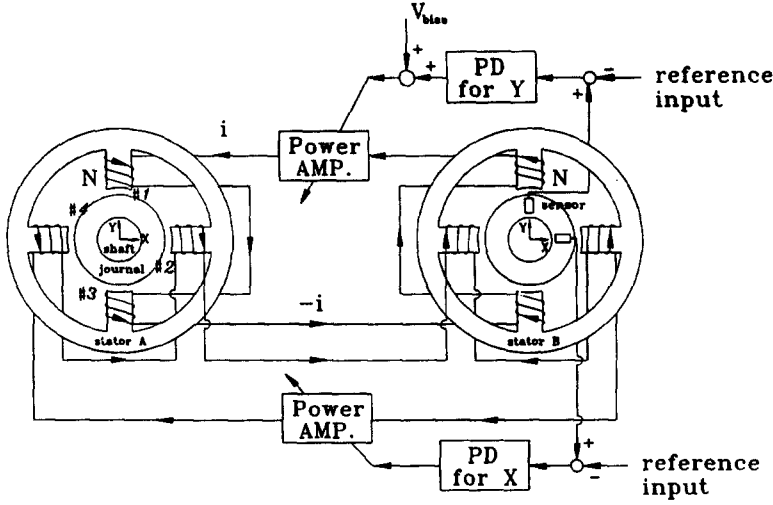 V bias
+
+
PD
for Y
-
+
reference
input
i
Power
AMP.
N
#1
#4
Y
X
shaft
journal
#2
#3
stator A
N
sensor
Y
X
stator B
-i
Power
AMP.
PD
for X
+
-
reference
input